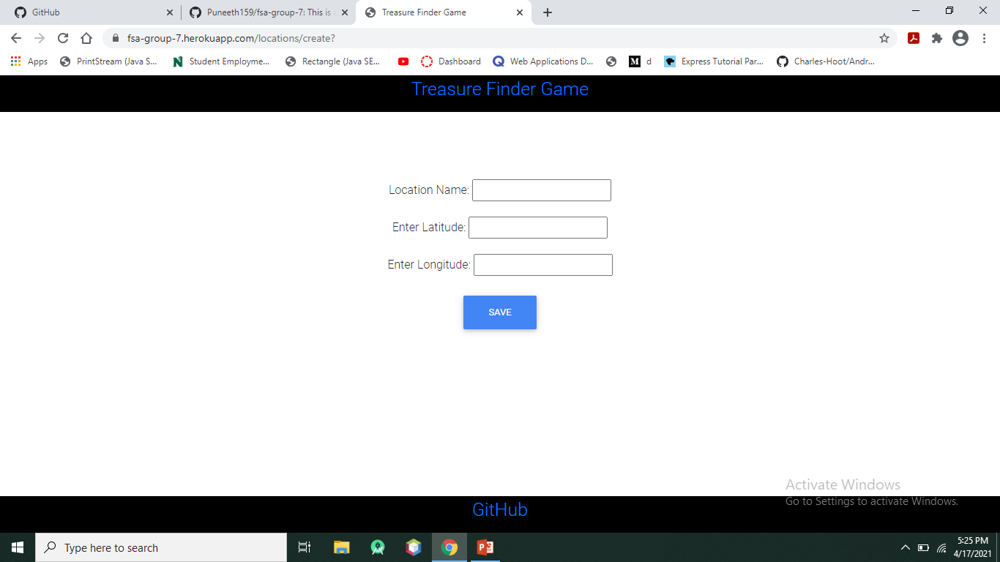 GitHub
Puneeth159/fsa-group-7: This is
Treasure Finder Game
fsa-group-7.herokuapp.com/locations/create?
Apps
PrintStream (Java S...
Student Employme...
Rectangle (Java SE...
Dashboard
Web Applications D...
d
Express Tutorial Par...
Charles-Hoot/Andr...
Treasure Finder Game
Location Name:
Enter Latitude:
Enter Longitude:
SAVE
Activate Windows
Go to Settings to activate Windows.
GitHub
Type here to search
5:25 PM
4/17/2021